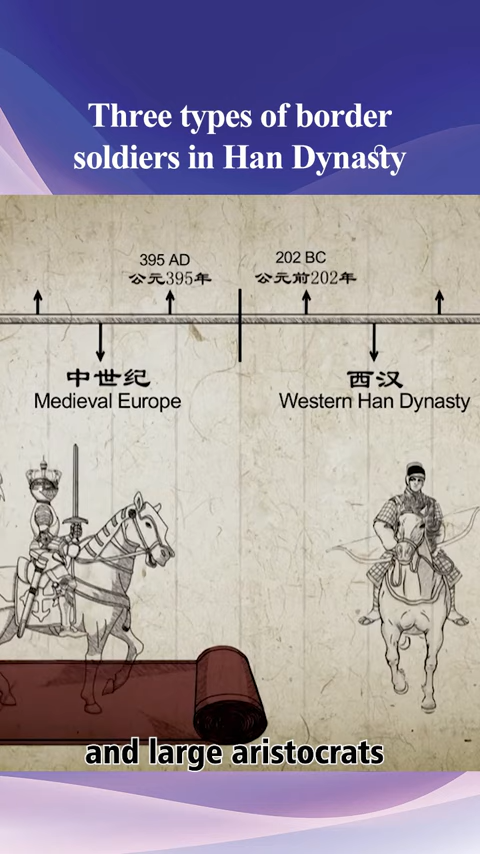 Three types of border
soldiers in Han Dynasty
395 AD
公元395年
202 BC
公元前202年
中世纪
Medieval Europe
西汉
Western Han Dynasty
and large aristocrats